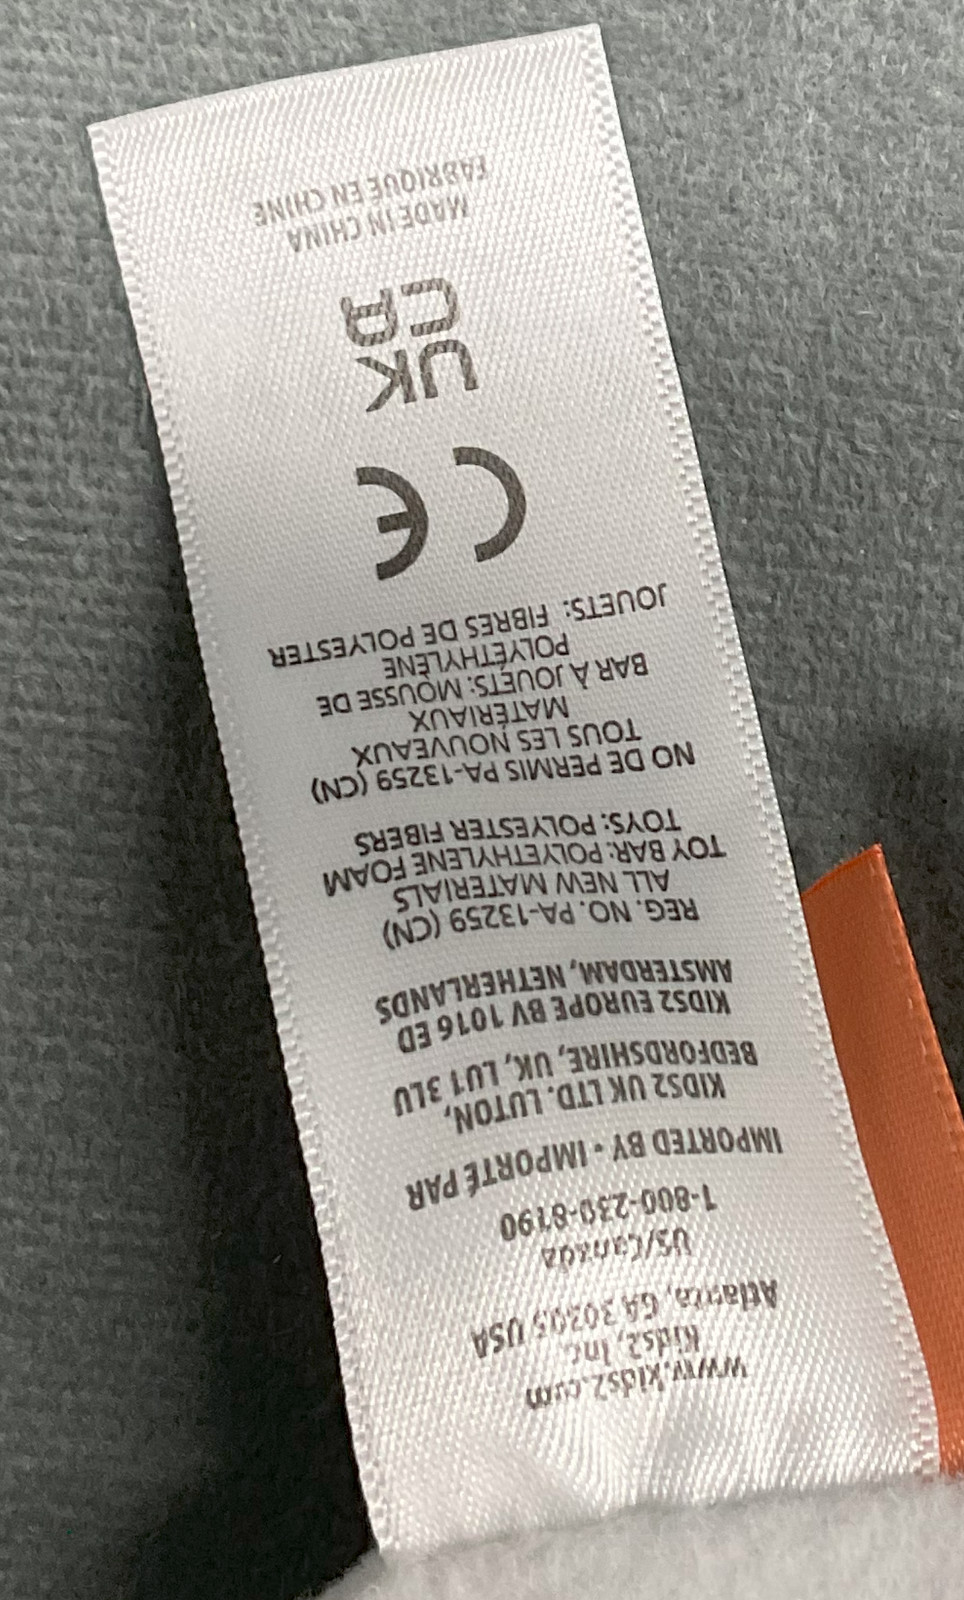 www.kids2.com
Kids2, Inc.
Atlanta, GA 30305 USA
US/Canada
1-800-230-8190
IMPORTED BY • IMPORTÉ PAR
KIDS2 UK LTD. LUTON,
BEDFORDSHIRE, UK, LU1 3LU
KIDS2 EUROPE BV 1016 ED
AMSTERDAM, NETHERLANDS
REG. NO. PA-13259 (CN)
ALL NEW MATERIALS
TOY BAR: POLYETHYLENE FOAM
TOYS: POLYESTER FIBERS
NO DE PERMIS PA-13259 (CN)
TOUS LES NOUVEAUX
MATÉRIAUX
BAR À JOUETS: MOUSSE DE
POLYÉTHYLÈNE
JOUETS: FIBRES DE POLYESTER
CE
UK
CA
MADE IN CHINA
FABRIQUE EN CHINE